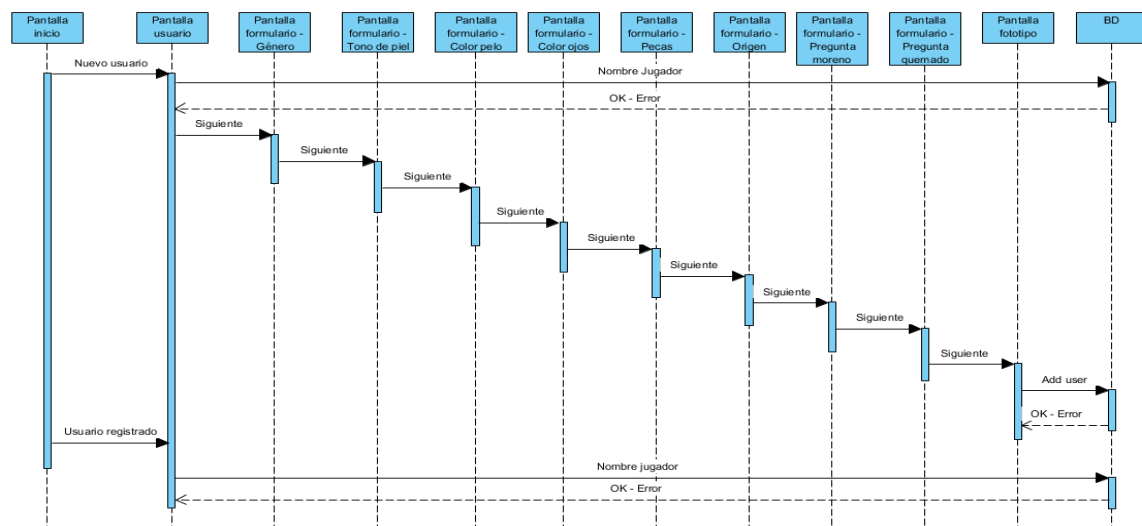 Pantalla
inicio
Pantalla
usuario
Pantalla
formulario -
Género
Pantalla
formulario -
Tono de piel
Pantalla
formulario -
Color pelo
Pantalla
formulario -
Color ojos
Pantalla
formulario -
Pecas
Pantalla
formulario -
Origen
Pantalla
formulario -
Pregunta
moreno
Pantalla
formulario -
Pregunta
quemado
Pantalla
fototipo
BD
Nuevo usuario
Nombre Jugador
OK - Error
Siguiente
Siguiente
Siguiente
Siguiente
Siguiente
Siguiente
Siguiente
Siguiente
Siguiente
Add user
OK - Error
Usuario registrado
Nombre jugador
OK - Error